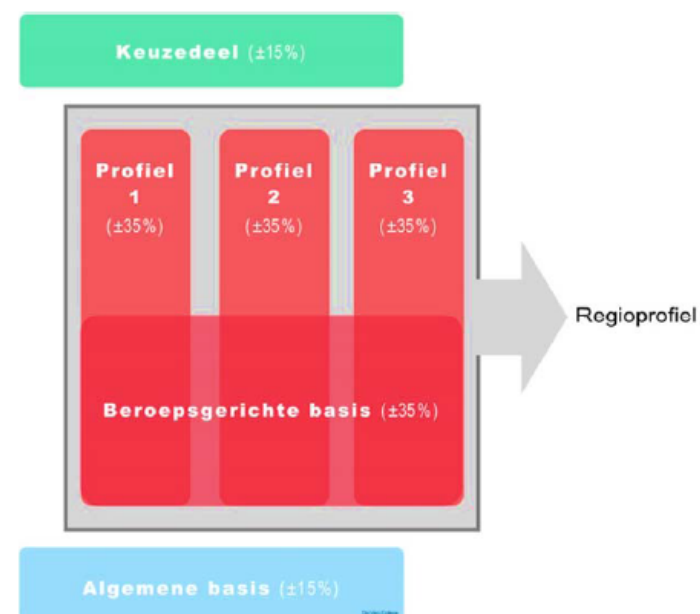 Keuzedeel (±15%)
Profiel
1
(±35%)
Profiel
2
(±35%)
Profiel
3
(±35%)
Regioprofiel
Beroepsgerichte basis (±35%)
Algemene basis (±15%)